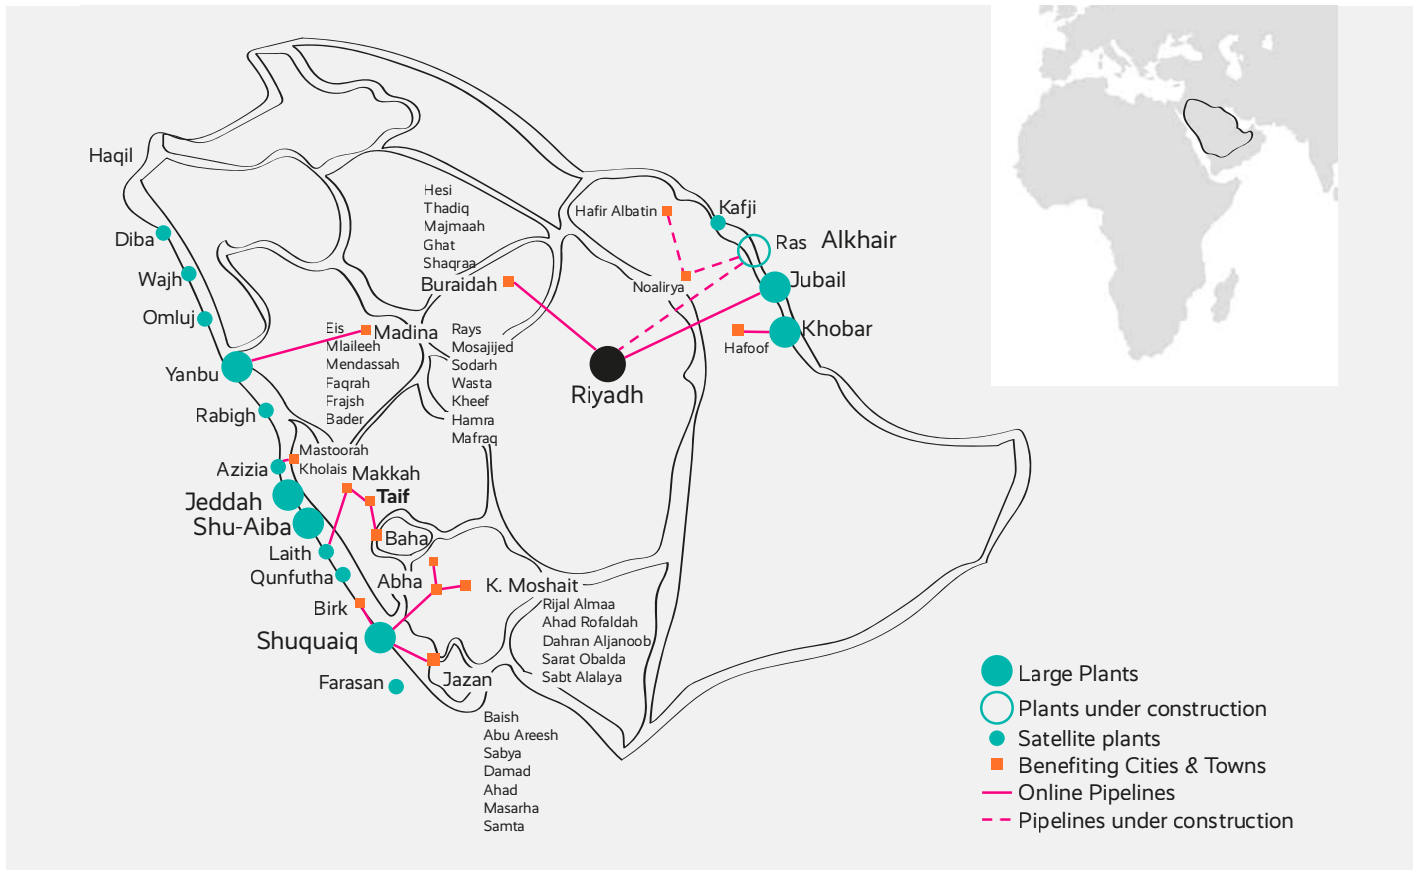 Haqil
Diba
Wajh
Omluj
Yanbu
Rabigh
Azizia
Jeddah
Shu-Aiba
Laith
Qunfutha
Birk
Shuquaiq
Farasan
Hesi
Thadiq
Majmaah
Ghat
Shaqraa
Buraidah
Eis
Mlaileeh
Mendassah
Faqrah
Frajsh
Bader
Madina
Rays
Mosajijed
Sodarh
Wasta
Kheef
Hamra
Mafraq
Mastoorah
Kholais
Makkah
Taif
Baha
Abha
K. Moshait
Rijal Almaa
Ahad Rofaldah
Dahran Aljanoob
Sarat Obalda
Sabt Alalaya
Jazan
Baish
Abu Areesh
Sabya
Damad
Ahad
Masarha
Samta
Hafir Albatin
Noalirya
Kafji
Ras Alkhair
Jubail
Khobar
Hafoof
Riyadh
Large Plants
Plants under construction
Satellite plants
Benefiting Cities & Towns
Online Pipelines
Pipelines under construction